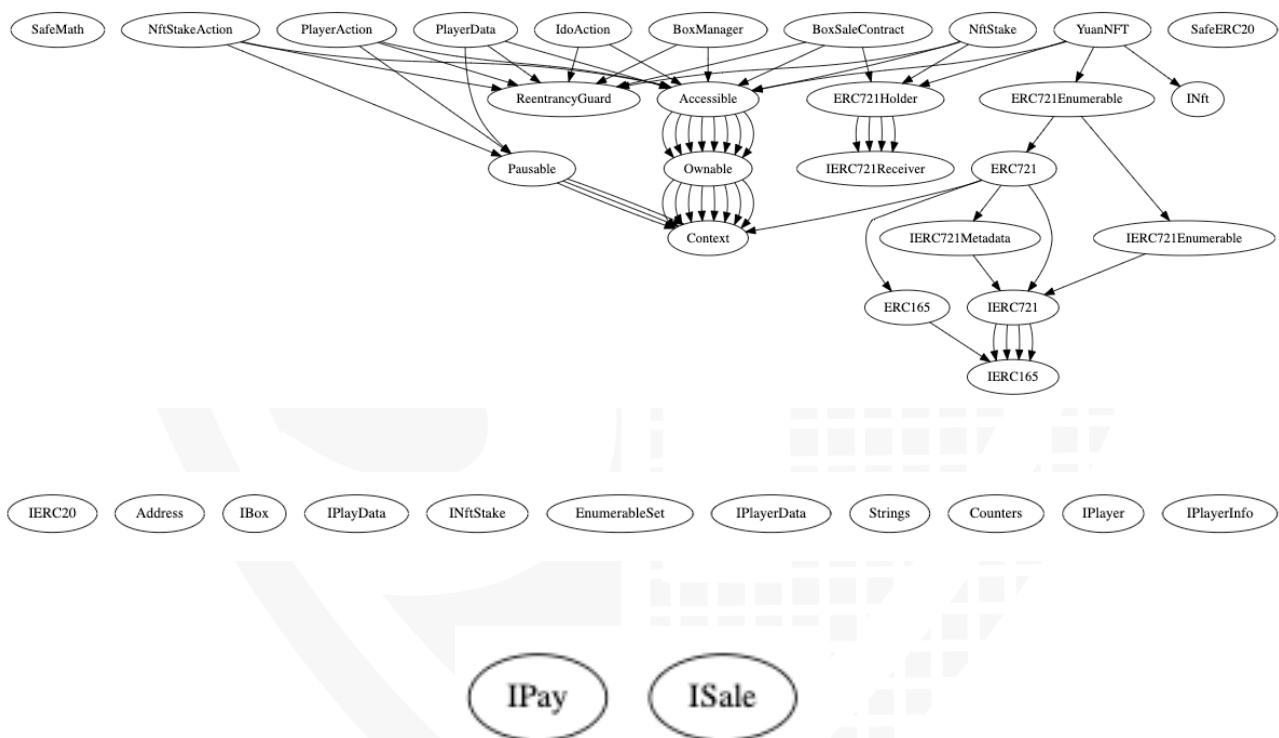 SafeMath NftStakeAction PlayerAction PlayerData IdoAction BoxManager BoxSaleContract NftStake YuanNFT SafeERC20
ReentrancyGuard Accessible ERC721Holder ERC721Enumerable INft
Pausable Ownable IERC721Receiver ERC721
Context IERC721Metadata IERC721Enumerable
ERC165 IERC721
IERC165
IERC20 Address IBox IPlayData INftStake EnumerableSet IPlayerData Strings Counters IPlayer IPlayerInfo
IPay ISale